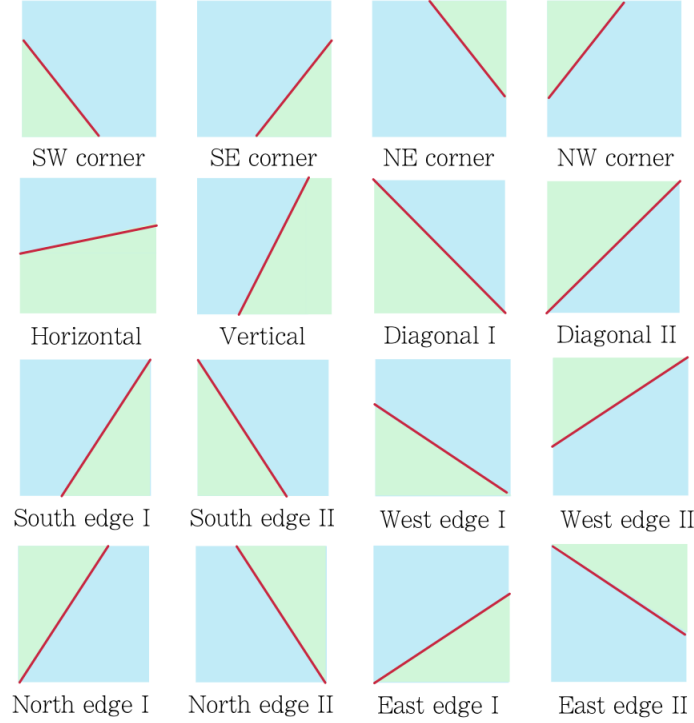 SW corner
SE corner
NE corner
NW corner
Horizontal
Vertical
Diagonal I
Diagonal II
South edge I
South edge II
West edge I
West edge II
North edge I
North edge II
East edge I
East edge II